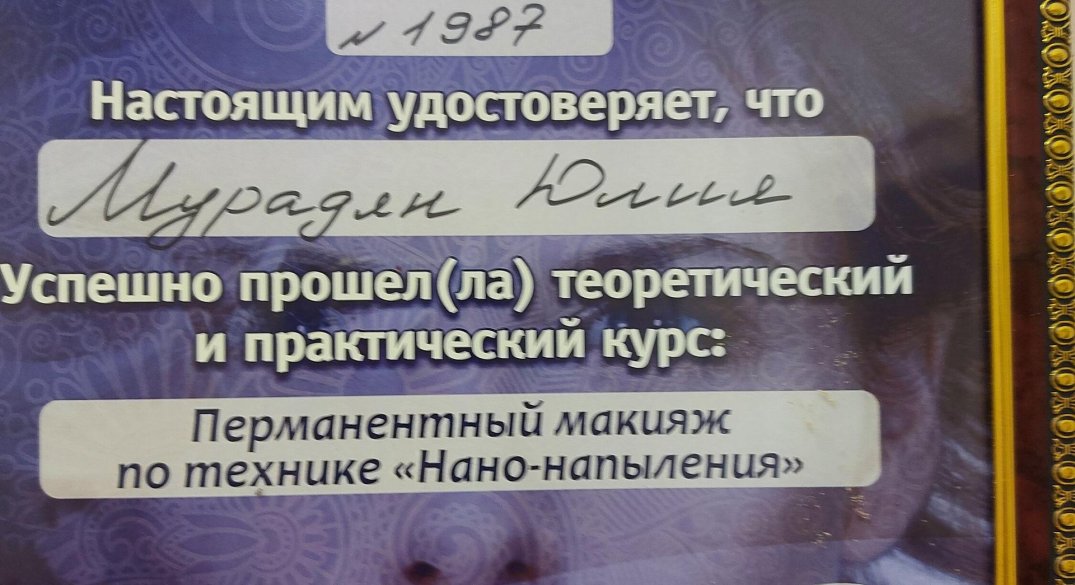 № 1987
Настоящим удостоверяет, что
Мурадян Юлия
Успешно прошел(ла) теоретический
и практический курс:
Перманентный макияж
по технике «Нано-напыления»